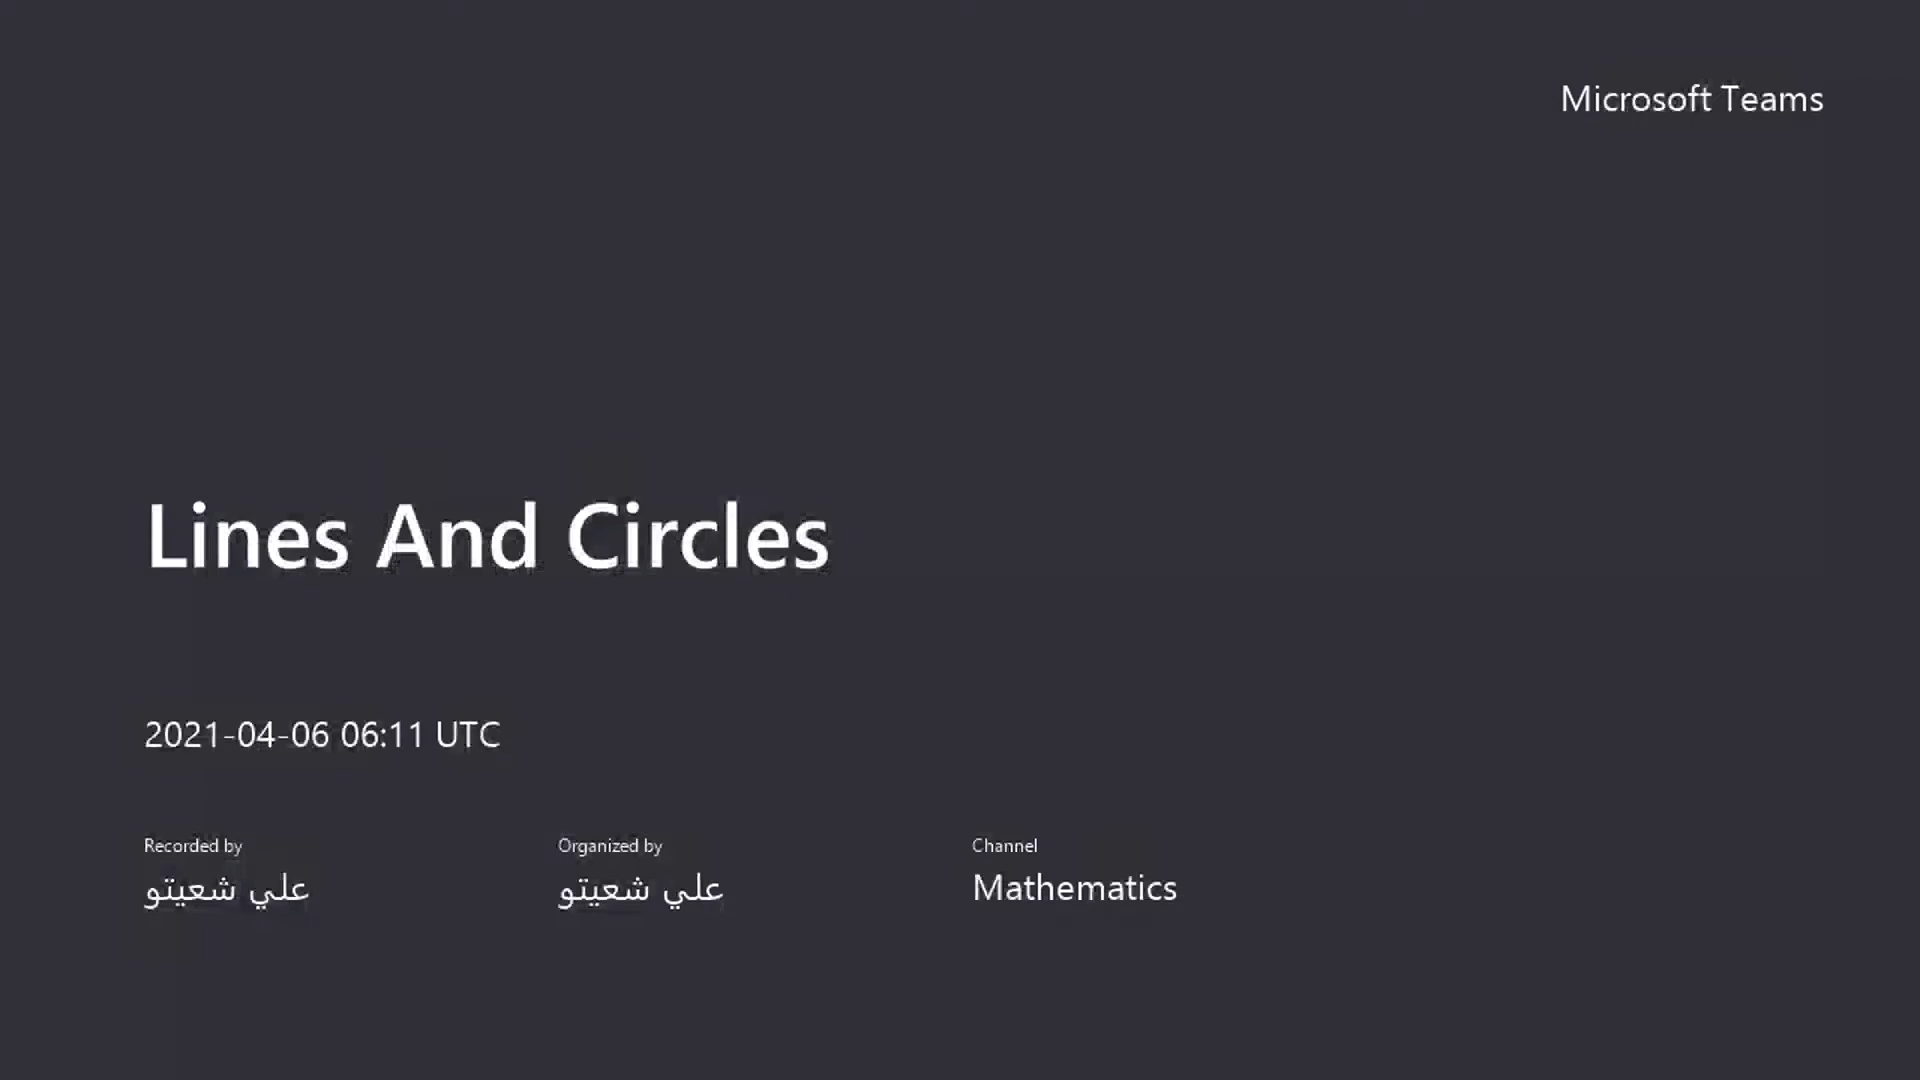 Microsoft Teams
Lines And Circles
2021-04-06 06:11 UTC
Recorded by
علي شعيتو
Organized by
علي شعيتو
Channel
Mathematics